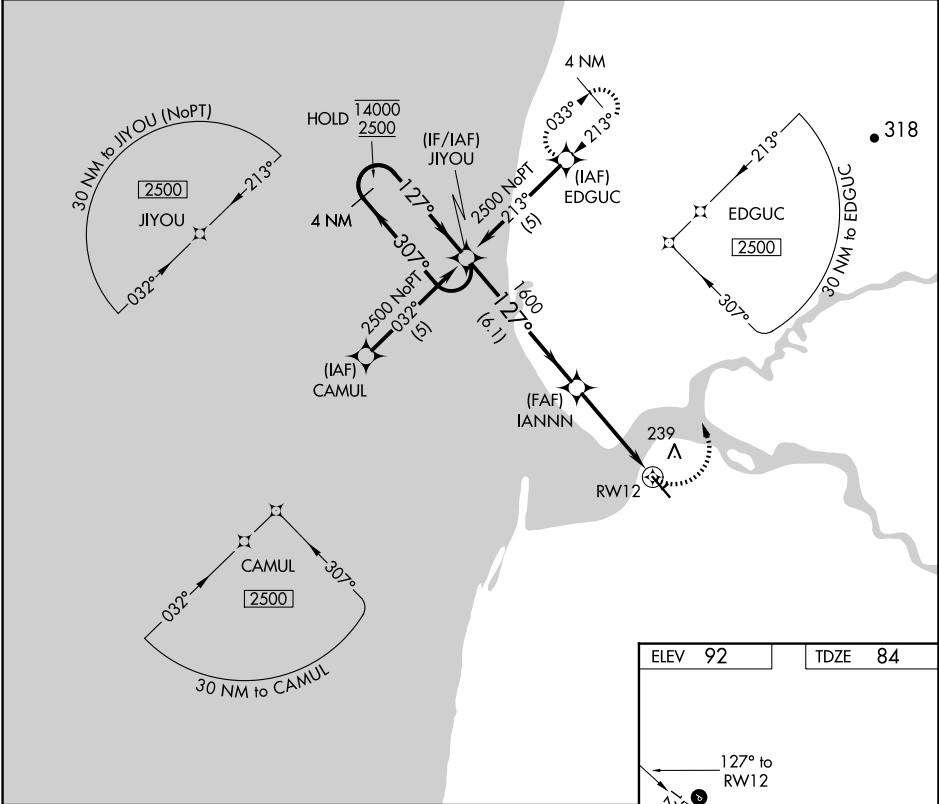 30 NM to JIYOU (NoPT)
2500
JIYOU
213°
032°
HOLD
14000
2500
(IF/IAF)
JIYOU
4 NM
033°
213°
(IAF)
EDGUC
2500 NoPT
213°
(5)
127°
307°
4 NM
2500 NoPT
032°
(5)
(IAF)
CAMUL
1600
127°
(6.1)
(FAF)
IANNN
239
RW12
318
213°
EDGUC
2500
307°
30 NM to EDGUC
CAMUL
2500
032°
307°
30 NM to CAMUL
ELEV 92
TDZE 84
127° to
RW12
P